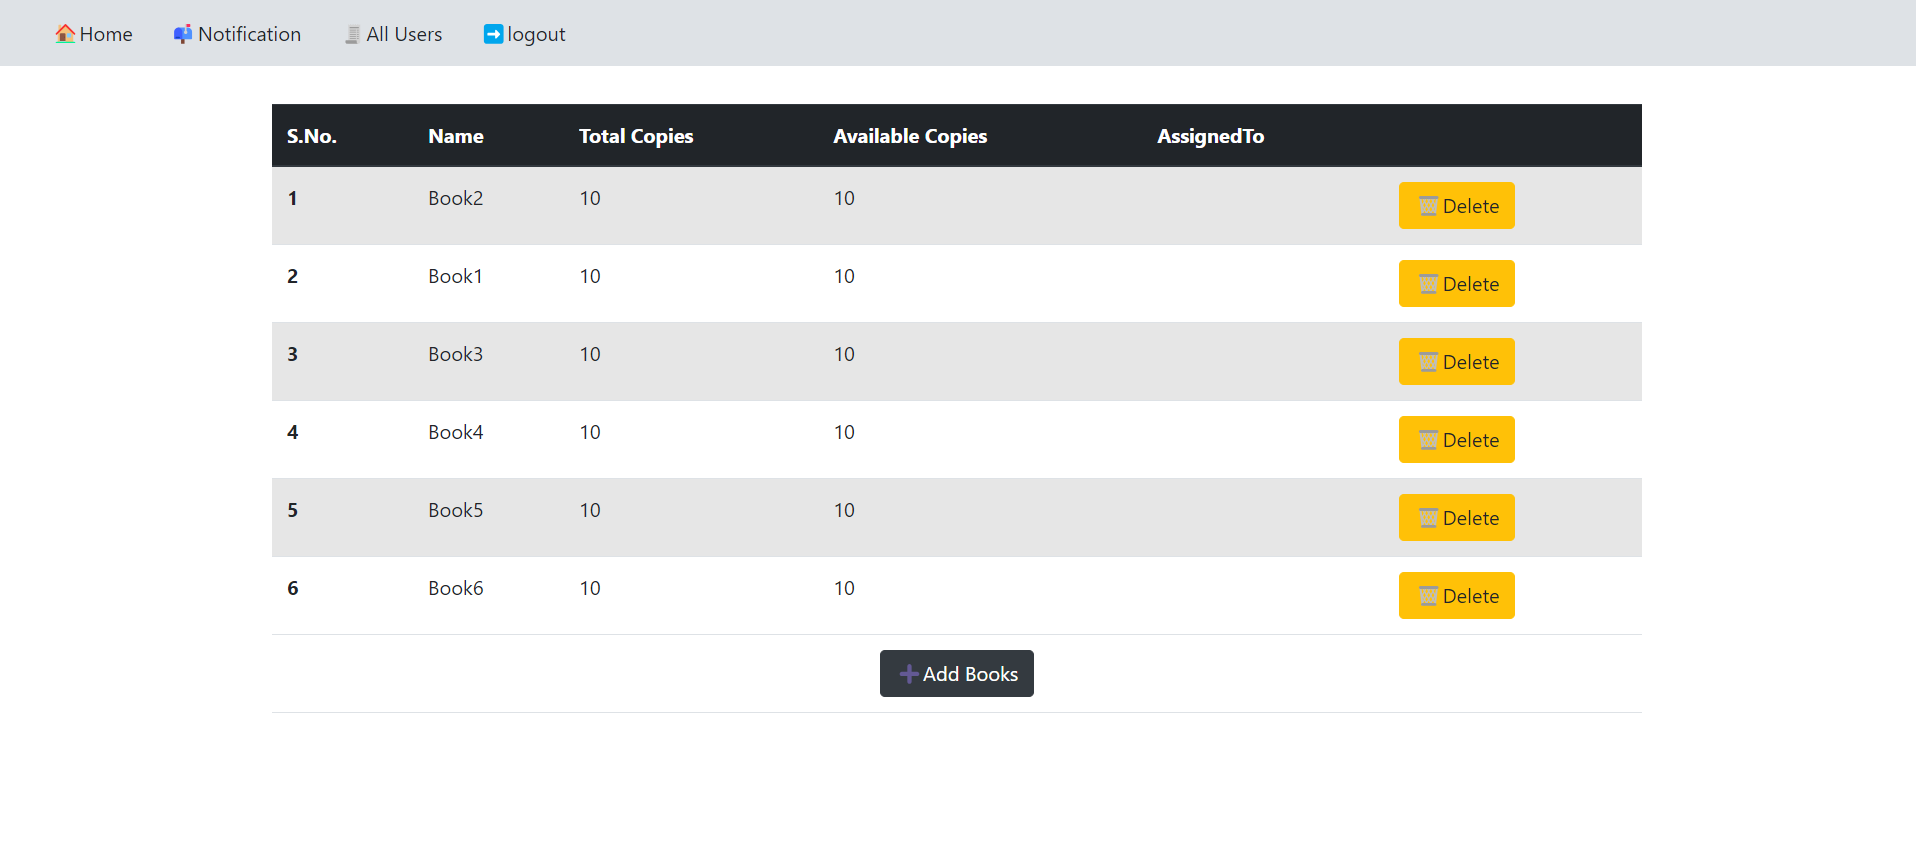 Home Notification All Users logout
S.No. Name Total Copies Available Copies AssignedTo
1 Book2 10 10 Delete
2 Book1 10 10 Delete
3 Book3 10 10 Delete
4 Book4 10 10 Delete
5 Book5 10 10 Delete
6 Book6 10 10 Delete
Add Books